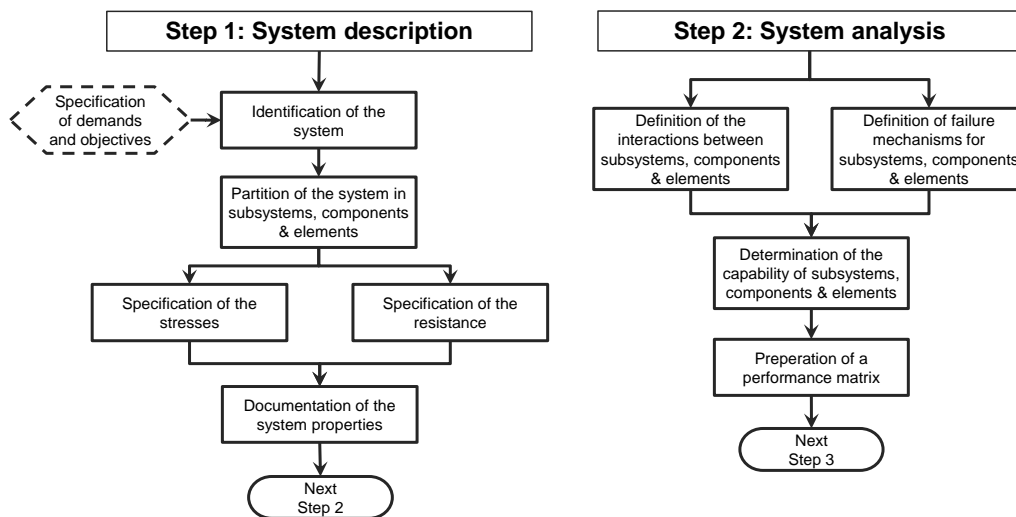 Step 1: System description
Specification
of demands
and objectives
Identification of the
system
Partition of the system in
subsystems, components
& elements
Specification of the
stresses
Specification of the
resistance
Documentation of the
system properties
Next
Step 2
Step 2: System analysis
Definition of the
interactions between
subsystems, components
& elements
Definition of failure
mechanisms for
subsystems, components
& elements
Determination of the
capability of subsystems,
components & elements
Preperation of a
performance matrix
Next
Step 3